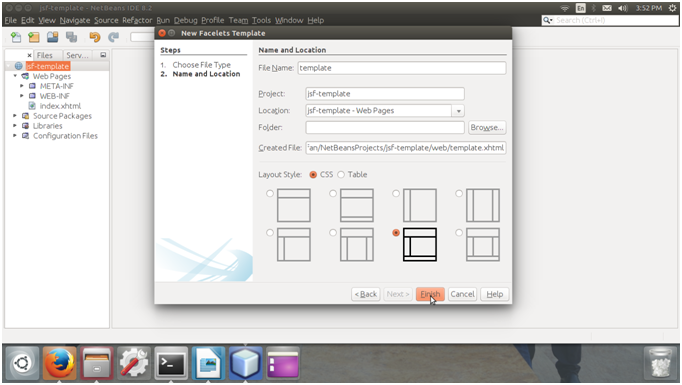 jsf-template - NetBeans IDE 8.2
En
3:52 PM
File Edit View Navigate Source Refactor Run Debug Profile Team Tools Window Help
Search (Ctrl+I)
New Facelets Template
Files Serv...
jsf-template
Web Pages
META-INF
WEB-INF
index.xhtml
Source Packages
Libraries
Configuration Files
Steps
1. Choose File Type
2. Name and Location
Name and Location
File Name: template
Project: jsf-template
Location: jsf-template - Web Pages
Folder:
Browse...
Created File: fan/NetBeansProjects/jsf-template/web/template.xhtml
Layout Style: CSS Table
< Back Next > Finish Cancel Help